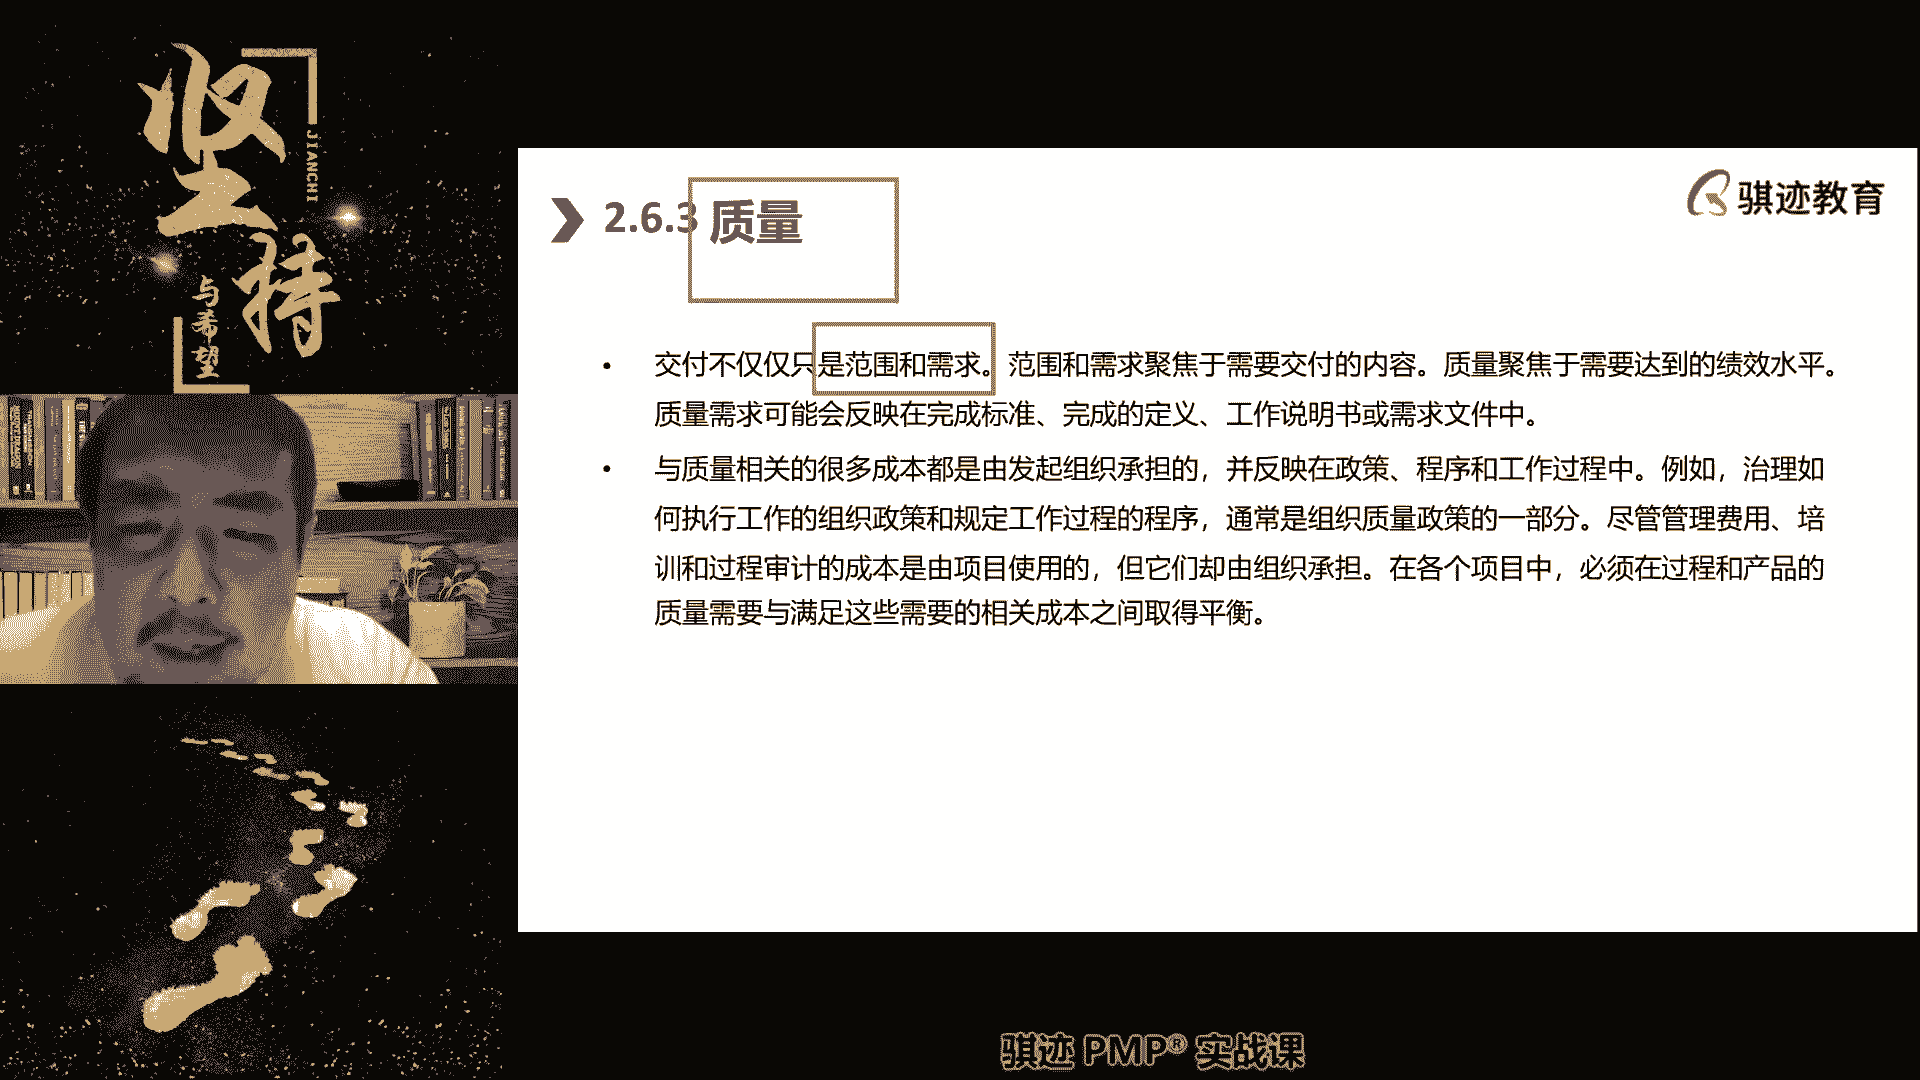 坚持
JIANCHI
与希望
2.6.3 质量
骐迹教育
• 交付不仅仅只是范围和需求。范围和需求聚焦于需要交付的内容。质量聚焦于需要达到的绩效水平。
质量需求可能会反映在完成标准、完成的定义、工作说明书或需求文件中。
• 与质量相关的很多成本都是由发起组织承担的，并反映在政策、程序和工作过程中。例如，治理如
何执行工作的组织政策和规定工作过程的程序，通常是组织质量政策的一部分。尽管管理费用、培
训和过程审计的成本是由项目使用的，但它们却由组织承担。在各个项目中，必须在过程和产品的
质量需要与满足这些需要的相关成本之间取得平衡。
骐迹 PMP® 实战课